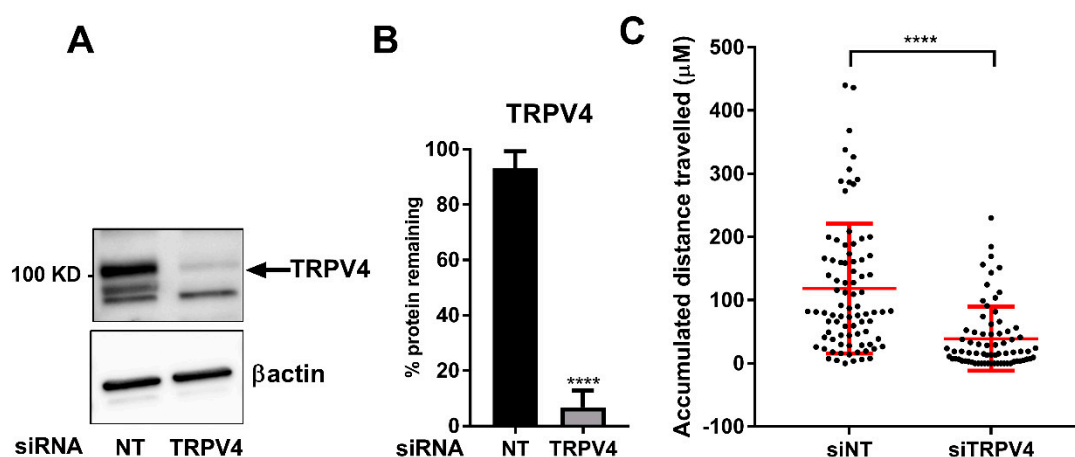 A
100 KD
TRPV4
βactin
siRNA NT TRPV4
B
TRPV4
% protein remaining
100
80
60
40
20
0
****
NT TRPV4
C
Accumulated distance travelled (μM)
500
400
300
200
100
0
-100
****
siNT siTRPV4